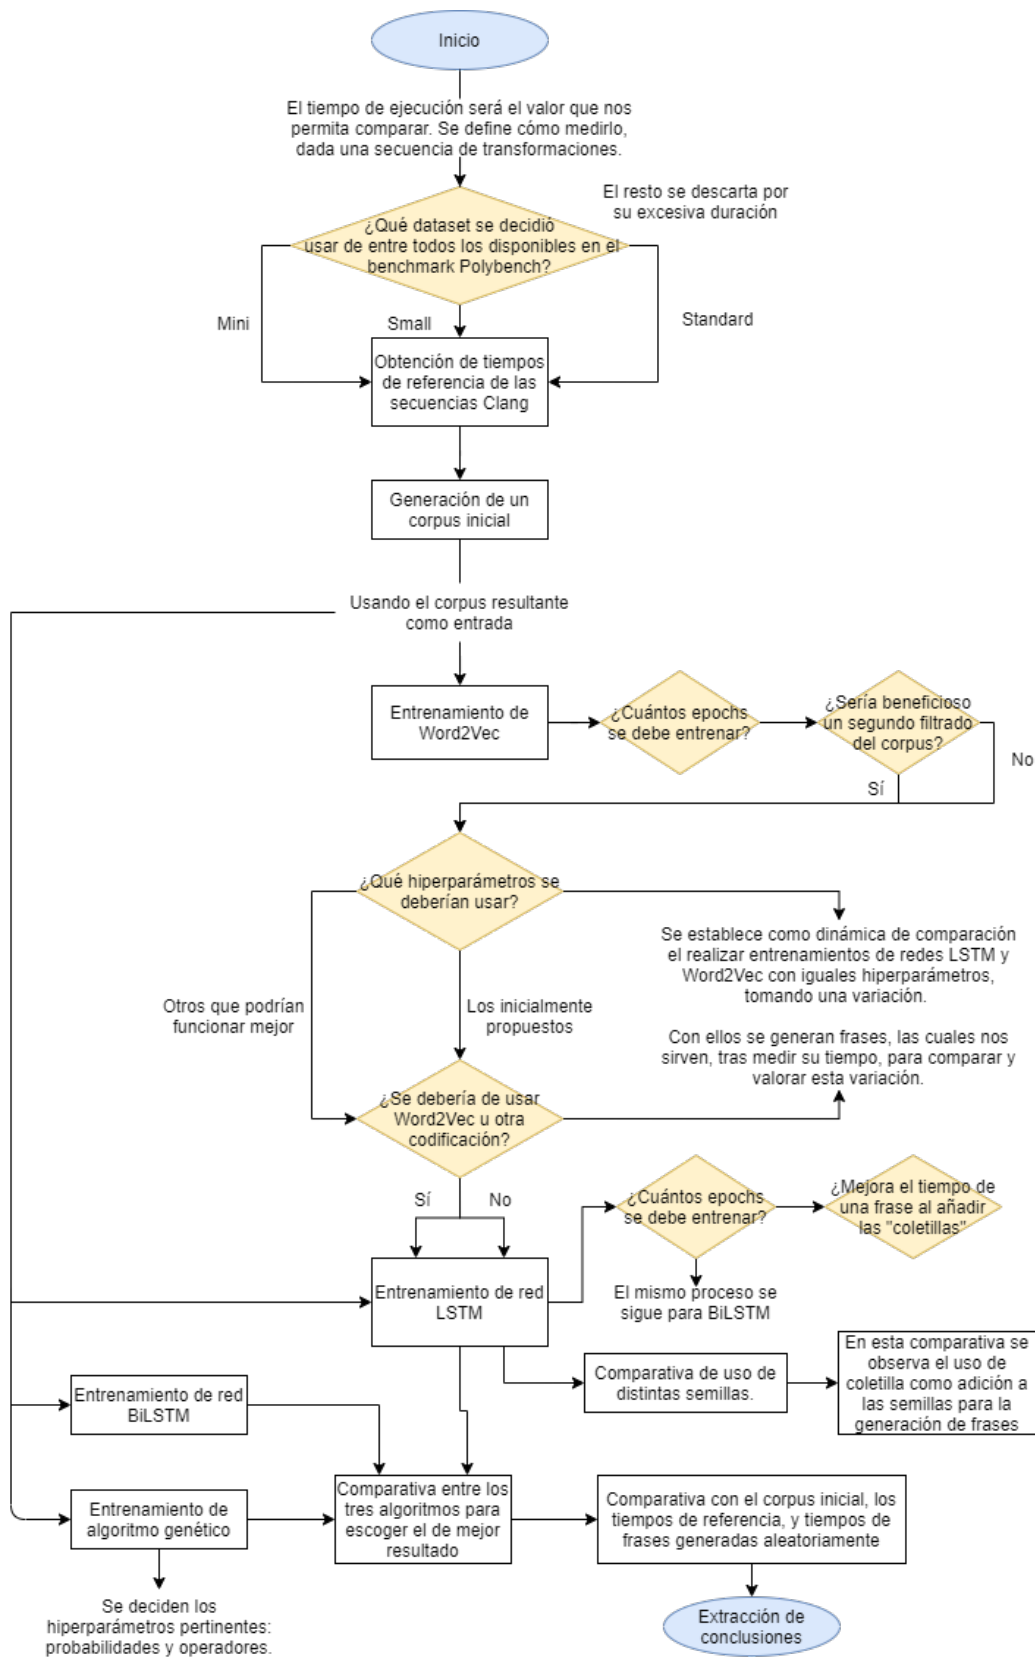 Inicio
El tiempo de ejecución será el valor que nos
permita comparar. Se define cómo medirlo,
dada una secuencia de transformaciones.
El resto se descarta por
su excesiva duración
¿Qué dataset se decidió
usar de entre todos los disponibles en el
benchmark Polybench?
Mini
Small
Standard
Obtención de tiempos
de referencia de las
secuencias Clang
Generación de un
corpus inicial
Usando el corpus resultante
como entrada
Entrenamiento de
Word2Vec
¿Cuántos epochs
se debe entrenar?
¿Sería beneficioso
un segundo filtrado
del corpus?
No
Sí
¿Qué hiperparámetros se
deberían usar?
Se establece como dinámica de comparación
el realizar entrenamientos de redes LSTM y
Word2Vec con iguales hiperparámetros,
tomando una variación.
Otros que podrían
funcionar mejor
Los inicialmente
propuestos
Con ellos se generan frases, las cuales nos
sirven, tras medir su tiempo, para comparar y
valorar esta variación.
¿Se debería de usar
Word2Vec u otra
codificación?
Sí
No
¿Cuántos epochs
se debe entrenar?
¿Mejora el tiempo de
una frase al añadir
las "coletillas"
Entrenamiento de red
LSTM
El mismo proceso se
sigue para BiLSTM
Comparativa de uso de
distintas semillas.
En esta comparativa se
observa el uso de
coletilla como adición a
las semillas para la
generación de frases
Entrenamiento de red
BiLSTM
Entrenamiento de
algoritmo genético
Comparativa entre los
tres algoritmos para
escoger el de mejor
resultado
Comparativa con el corpus inicial, los
tiempos de referencia, y tiempos de
frases generadas aleatoriamente
Se deciden los
hiperparámetros pertinentes:
probabilidades y operadores.
Extracción de
conclusiones